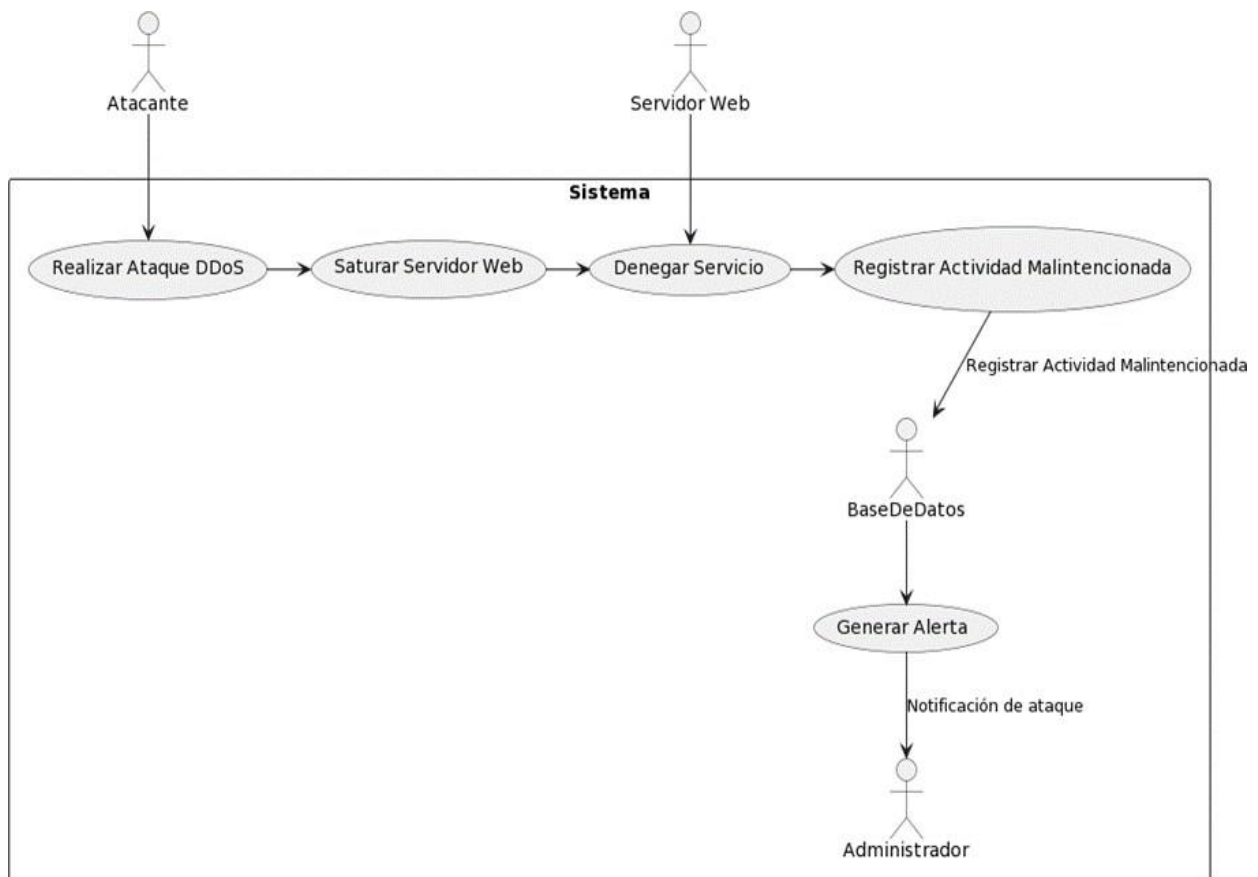 Atacante
Servidor Web
Sistema
Realizar Ataque DDoS
Saturar Servidor Web
Denegar Servicio
Registrar Actividad Malintencionada
Registrar Actividad Malintencionada
BaseDeDatos
Generar Alerta
Notificación de ataque
Administrador